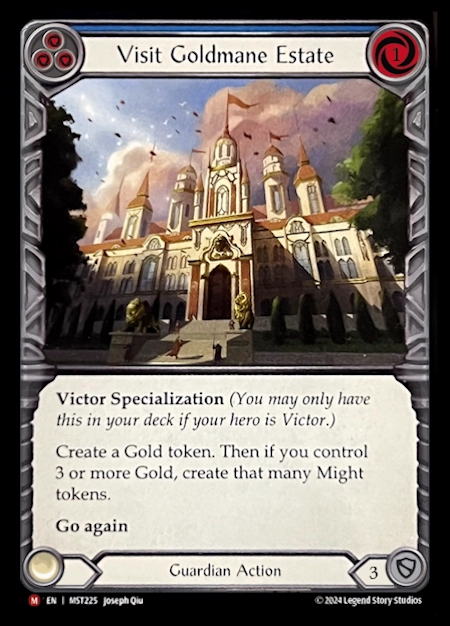 Visit Goldmane Estate
1
Victor Specialization (You may only have
this in your deck if your hero is Victor.)
Create a Gold token. Then if you control
3 or more Gold, create that many Might
tokens.
Go again
Guardian Action
3
M EN | MST225 Joseph Qiu
© 2024 Legend Story Studios